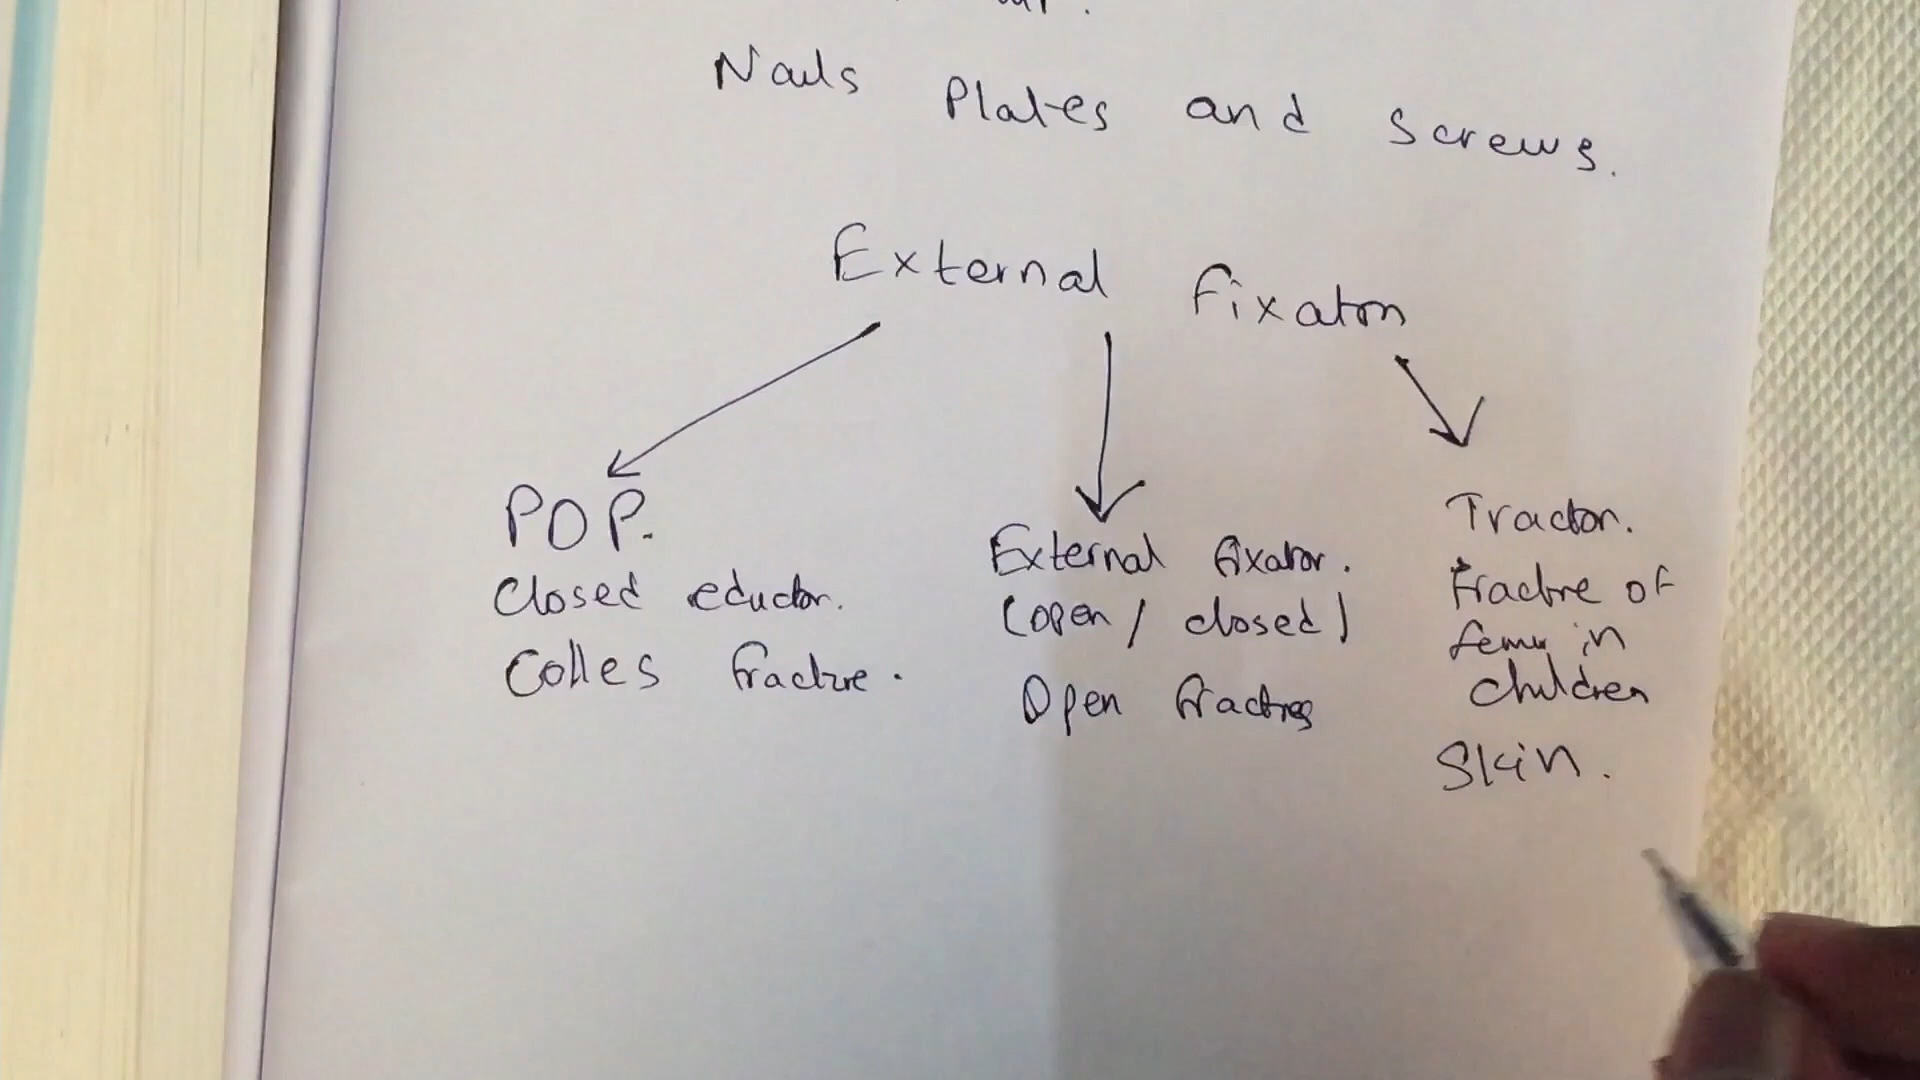 Nails Plates and screws.
External fixation
POP.
Closed eduction.
Colles fracture.
External fixator.
(open / closed)
Open fractures
Traction.
Fracture of
femur in
children
Skin.